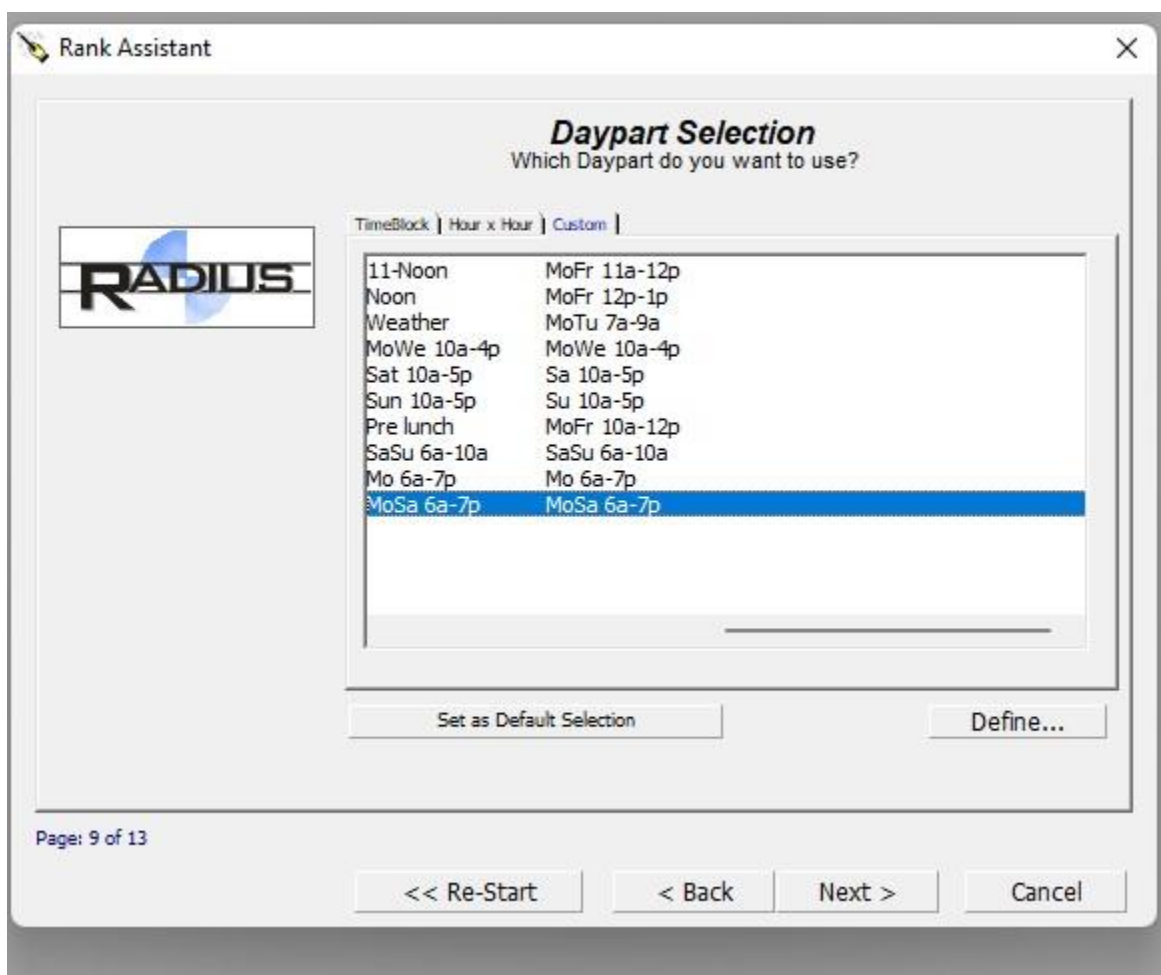 Rank Assistant
Daypart Selection
Which Daypart do you want to use?
TimeBlock Hour x Hour Custom
RADIUS
11-Noon MoFr 11a-12p
Noon MoFr 12p-1p
Weather MoTu 7a-9a
MoWe 10a-4p MoWe 10a-4p
Sat 10a-5p Sa 10a-5p
Sun 10a-5p Su 10a-5p
Pre lunch MoFr 10a-12p
SaSu 6a-10a SaSu 6a-10a
Mo 6a-7p Mo 6a-7p
MoSa 6a-7p MoSa 6a-7p
Set as Default Selection Define...
Page: 9 of 13
<< Re-Start < Back Next > Cancel